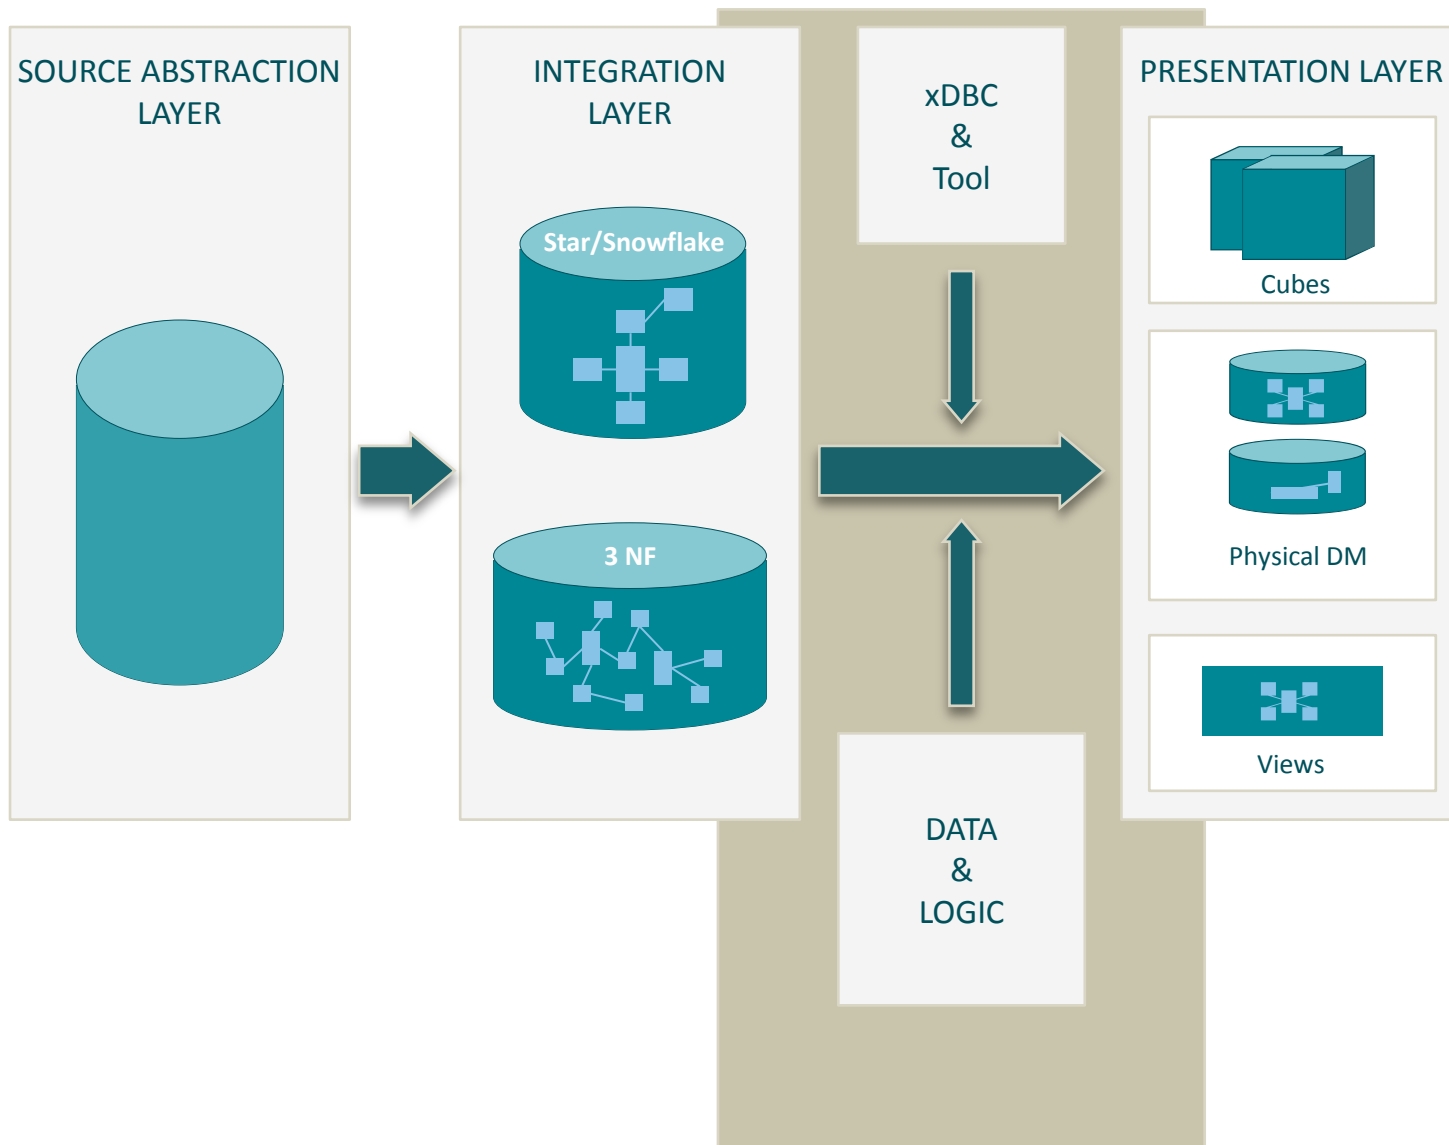 SOURCE ABSTRACTION
LAYER
INTEGRATION
LAYER
Star/Snowflake
3 NF
xDBC
&
Tool
DATA
&
LOGIC
PRESENTATION LAYER
Cubes
Physical DM
Views